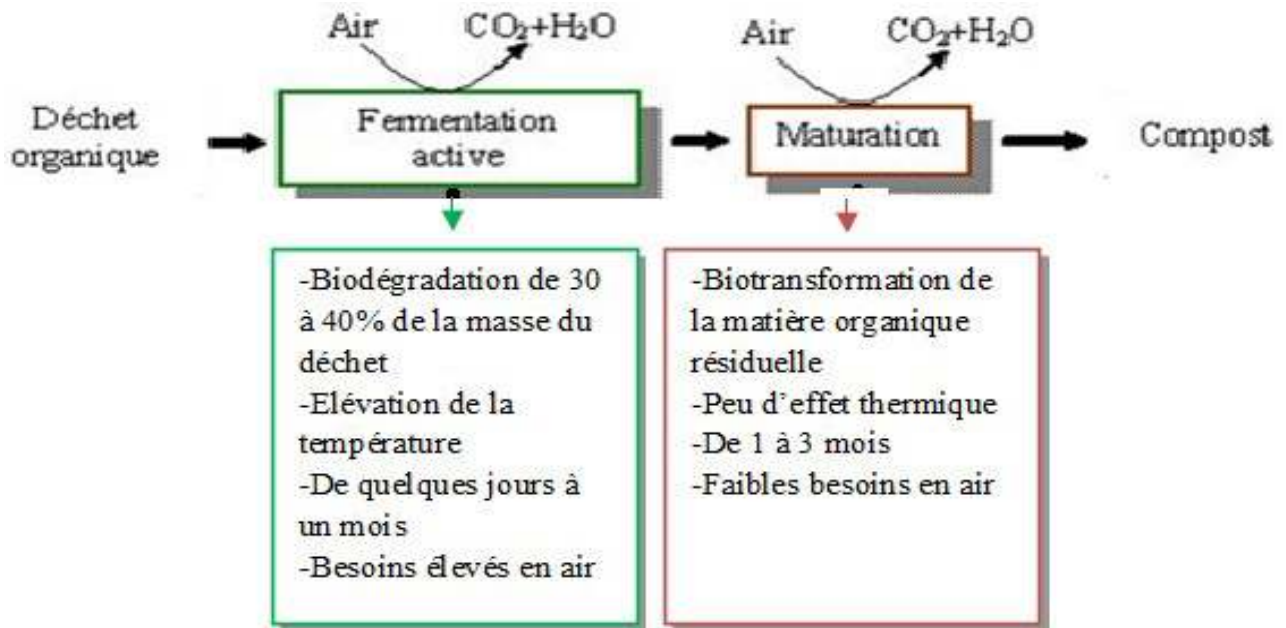 Air
CO₂+H₂O
Air
CO₂+H₂O
Déchet
organique
Fermentation
active
Maturation
Compost
-Biodégradation de 30
à 40% de la masse du
déchet
-Elévation de la
température
-De quelques jours à
un mois
-Besoins élevés en air
-Biotransformation de
la matière organique
résiduelle
-Peu d’effet thermique
-De 1 à 3 mois
-Faibles besoins en air